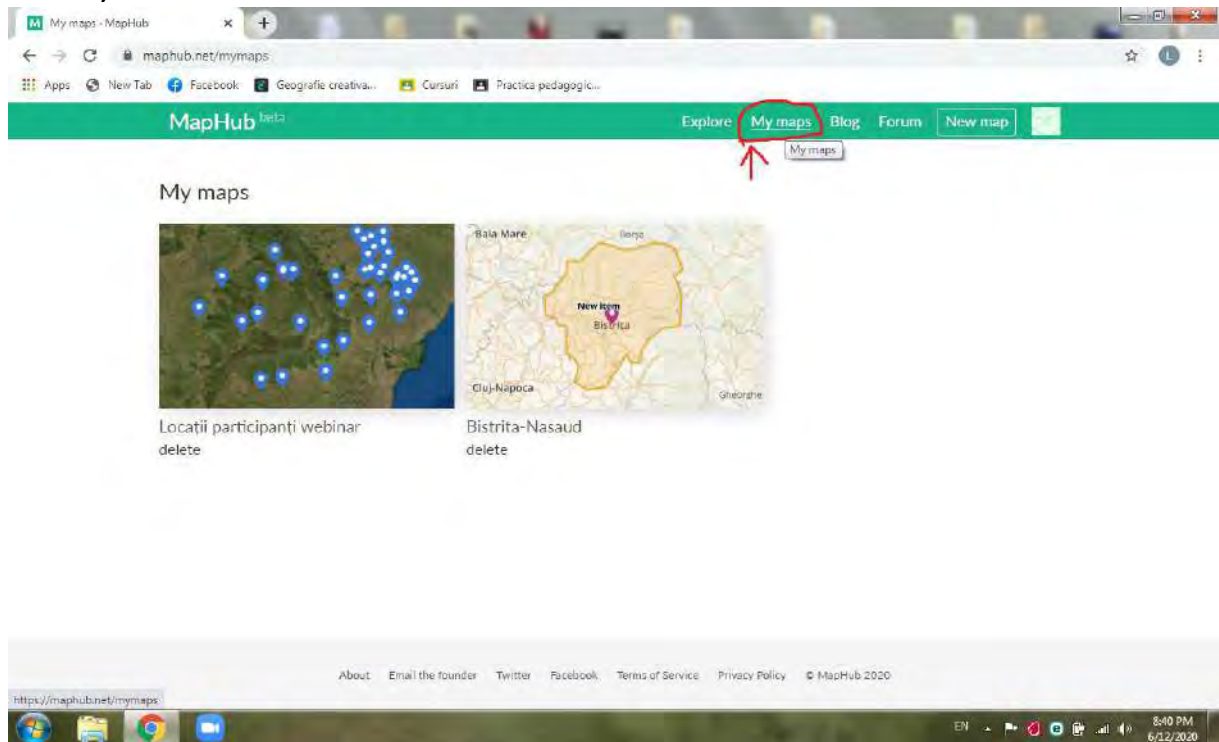 My maps - MapHub
maphub.net/mymaps
L
Apps New Tab Facebook Geografie creativa... Cursuri Practica pedagogic...
MapHub beta Explore My maps Blog Forum New map
My maps
My maps
Baia Mare Borșa
New item
Bistrița
Cluj-Napoca
Gheorghe
Locații participanți webinar Bistrita-Nasaud
delete delete
About Email the founder Twitter Facebook Terms of Service Privacy Policy © MapHub 2020
https://maphub.net/mymaps
EN 8:40 PM
6/12/2020